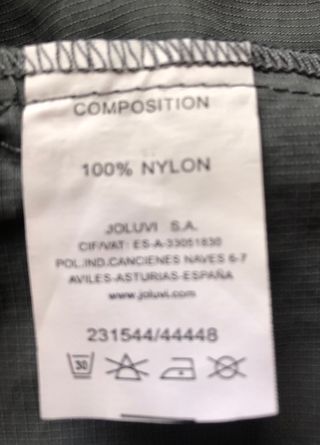 COMPOSITION
100% NYLON
JOLUVI S.A.
CIF/VAT: ES-A-33051830
POL.IND.CANCIENES NAVES 6-7
AVILES-ASTURIAS-ESPAÑA
www.joluvi.com
231544/44448
30